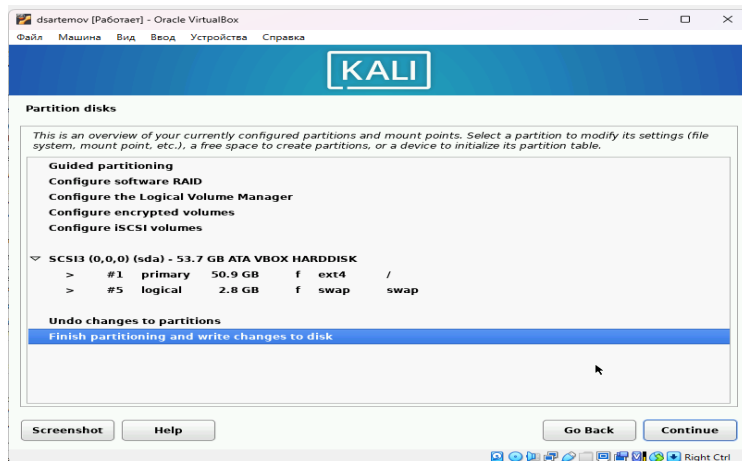 dsartemov [Работает] - Oracle VirtualBox
Файл Машина Вид Ввод Устройства Справка
KALI
Partition disks
This is an overview of your currently configured partitions and mount points. Select a partition to modify its settings (file
system, mount point, etc.), a free space to create partitions, or a device to initialize its partition table.
Guided partitioning
Configure software RAID
Configure the Logical Volume Manager
Configure encrypted volumes
Configure iSCSI volumes
SCSI3 (0,0,0) (sda) - 53.7 GB ATA VBOX HARDDISK
> #1 primary 50.9 GB f ext4 /
> #5 logical 2.8 GB f swap swap
Undo changes to partitions
Finish partitioning and write changes to disk
Screenshot Help Go Back Continue
Right Ctrl